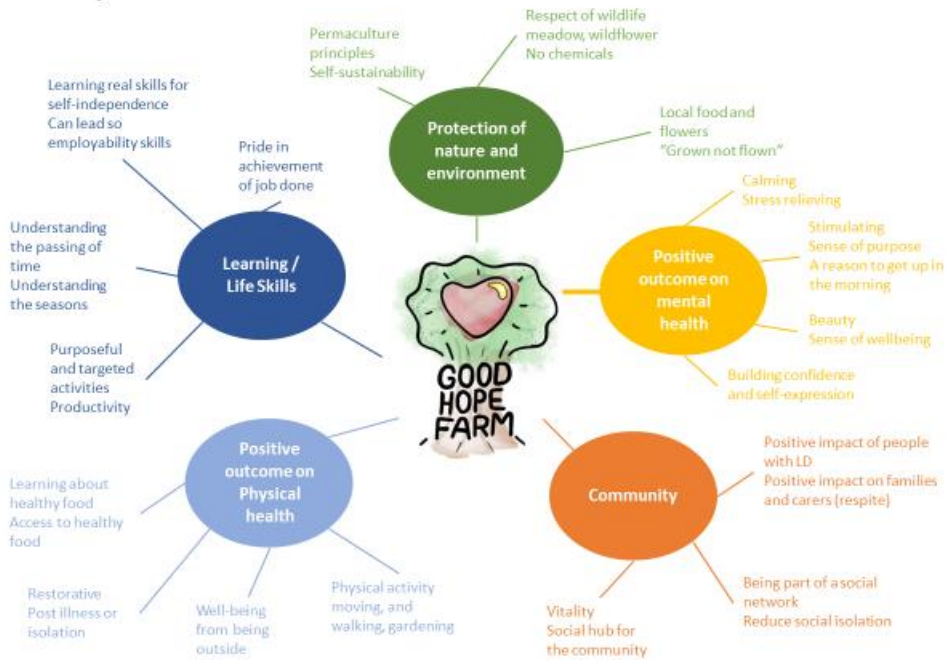 Respect of wildlife
meadow, wildflower
No chemicals
Permaculture
principles
Self-sustainability
Protection of
nature and
environment
Local food and
flowers
"Grown not flown"
Learning real skills for
self-independence
Can lead so
employability skills
Pride in
achievement
of job done
Understanding
the passing of
time
Understanding
the seasons
Learning /
Life Skills
Purposeful
and targeted
activities
Productivity
Calming
Stress relieving
Stimulating
Sense of purpose
A reason to get up in
the morning
Positive
outcome on
mental
health
Beauty
Sense of wellbeing
Building confidence
and self-expression
GOOD
HOPE
FARM
Positive
outcome on
Physical
health
Learning about
healthy food
Access to healthy
food
Restorative
Post illness or
isolation
Well-being
from being
outside
Physical activity
moving, and
walking, gardening
Community
Positive impact of people
with LD
Positive impact on families
and carers (respite)
Being part of a social
network
Reduce social isolation
Vitality
Social hub for
the community